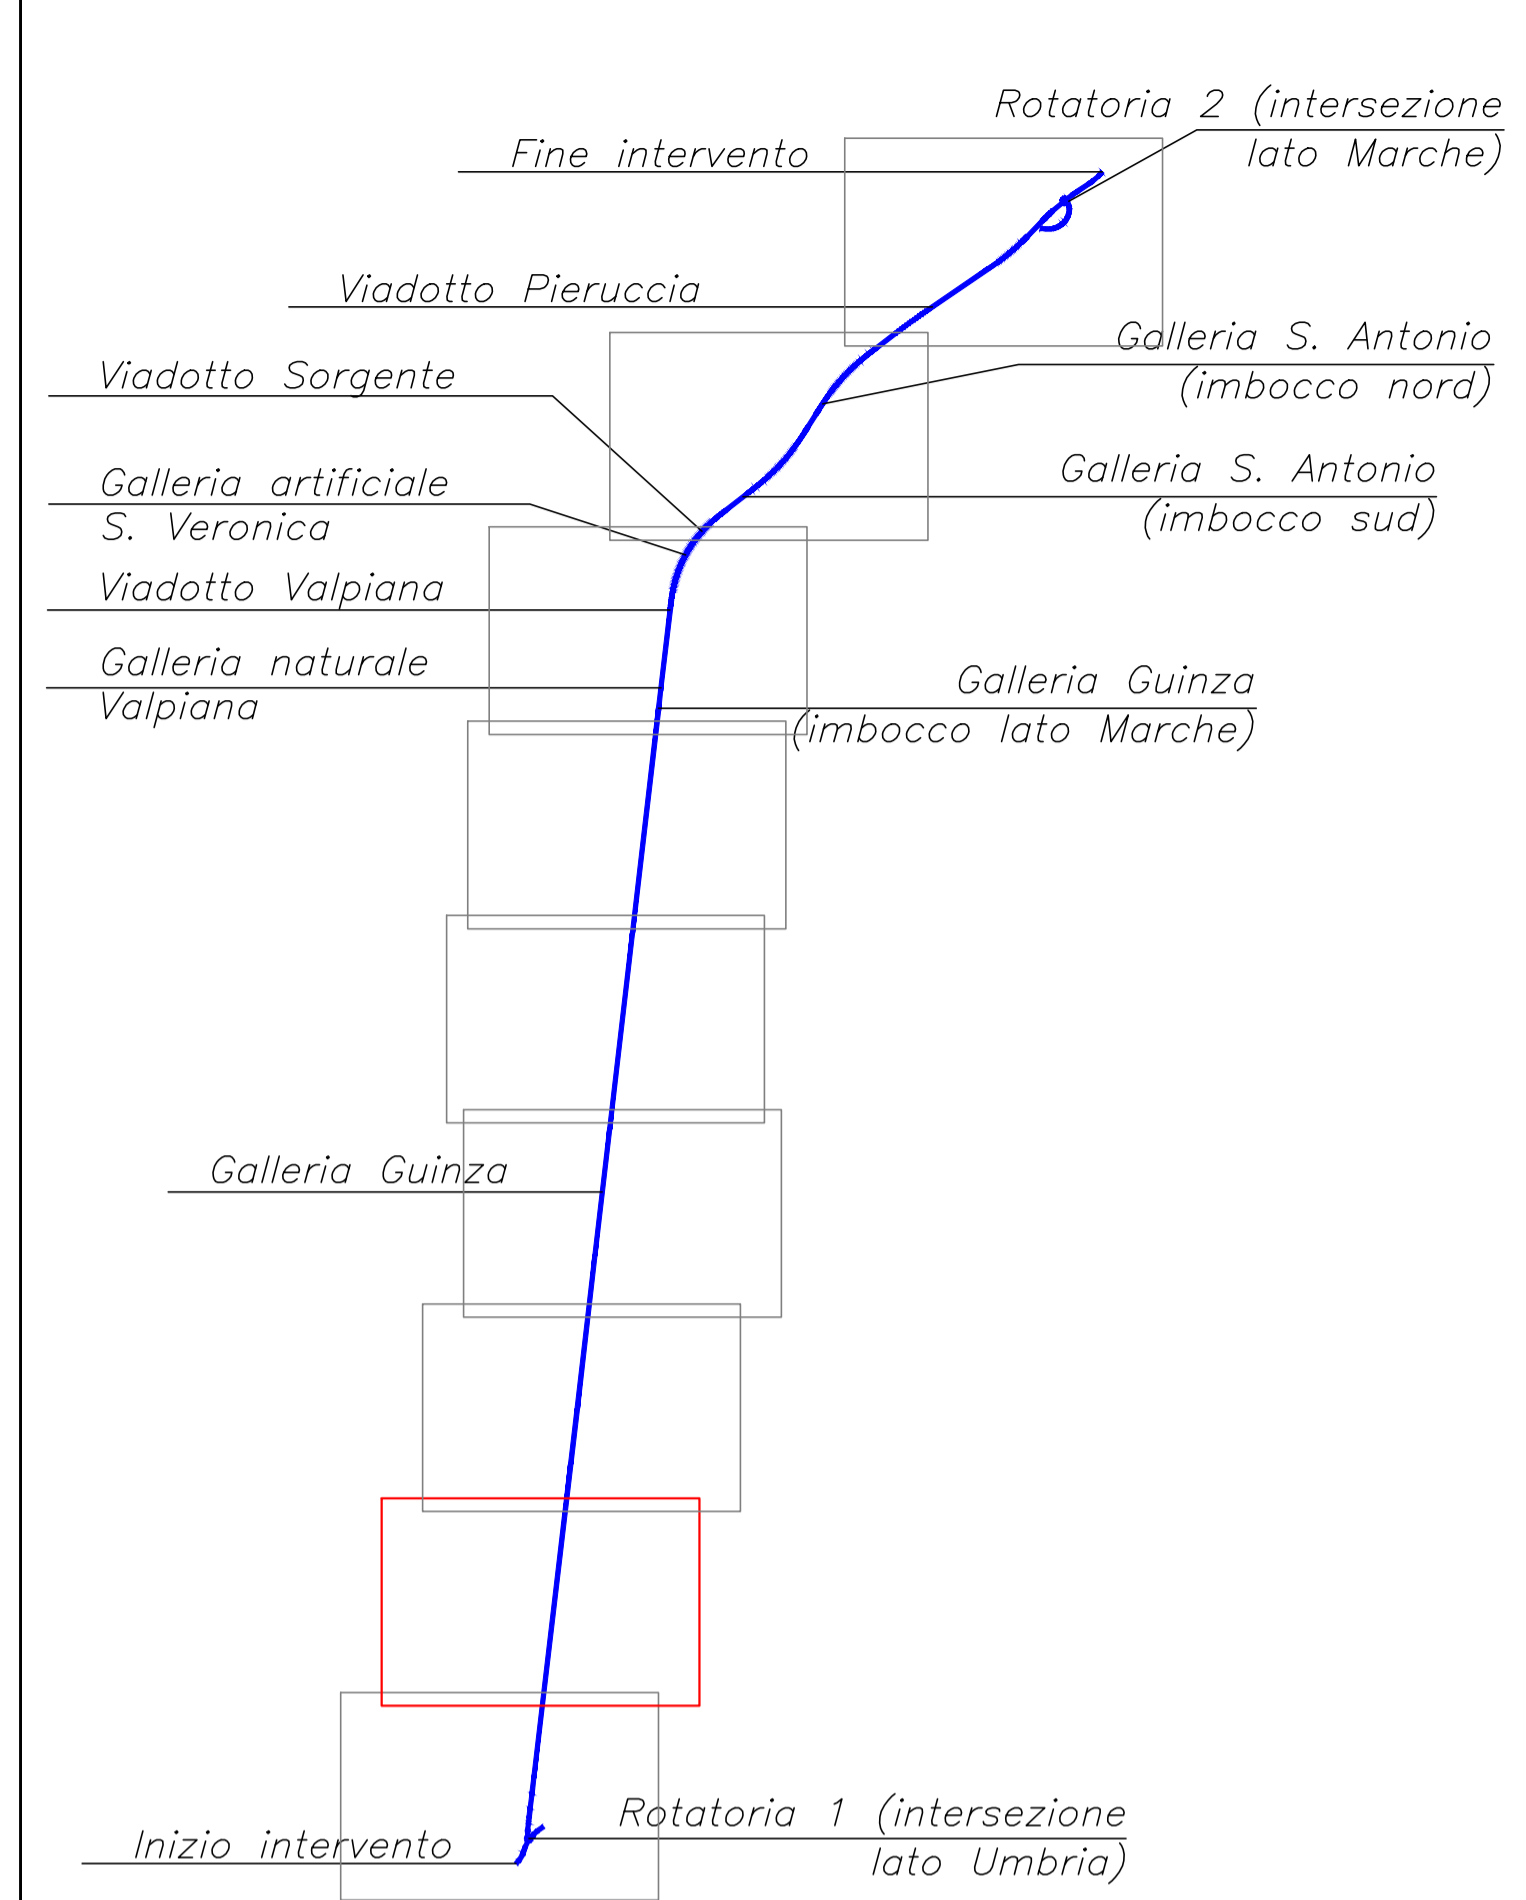 Rotatoria 2 (intersezione
lato Marche)
Fine intervento
Viadotto Pieruccia
Galleria S. Antonio
(imbocco nord)
Viadotto Sorgente
Galleria S. Antonio
(imbocco sud)
Galleria artificiale
S. Veronica
Viadotto Valpiana
Galleria naturale
Valpiana
Galleria Guinza
(imbocco lato Marche)
Galleria Guinza
Rotatoria 1 (intersezione
lato Umbria)
Inizio intervento